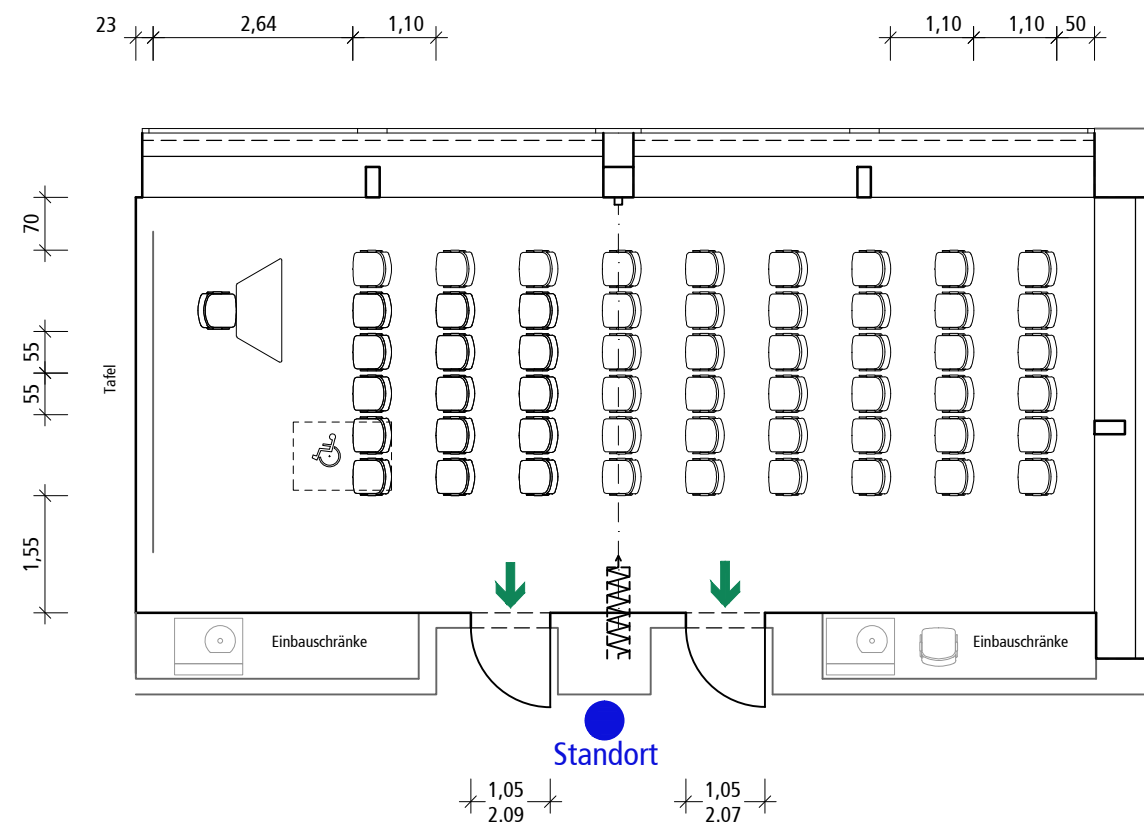 23 2,64 1,10 1,10 1,10 50
70
55
55
1,55
Tafel
Einbauschränke
Einbauschränke
Standort
1,05
2.09
1,05
2.07